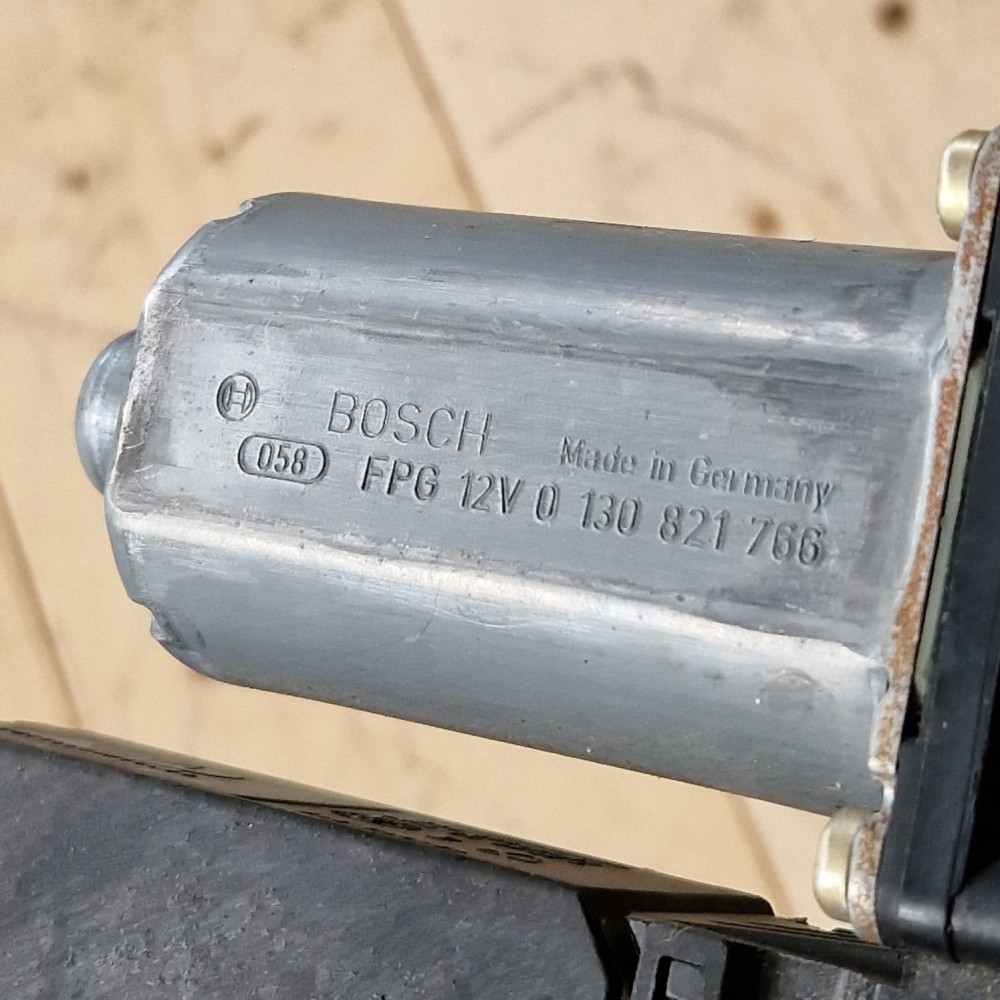 BOSCH Made in Germany
058 FPG 12V 0 130 821 766